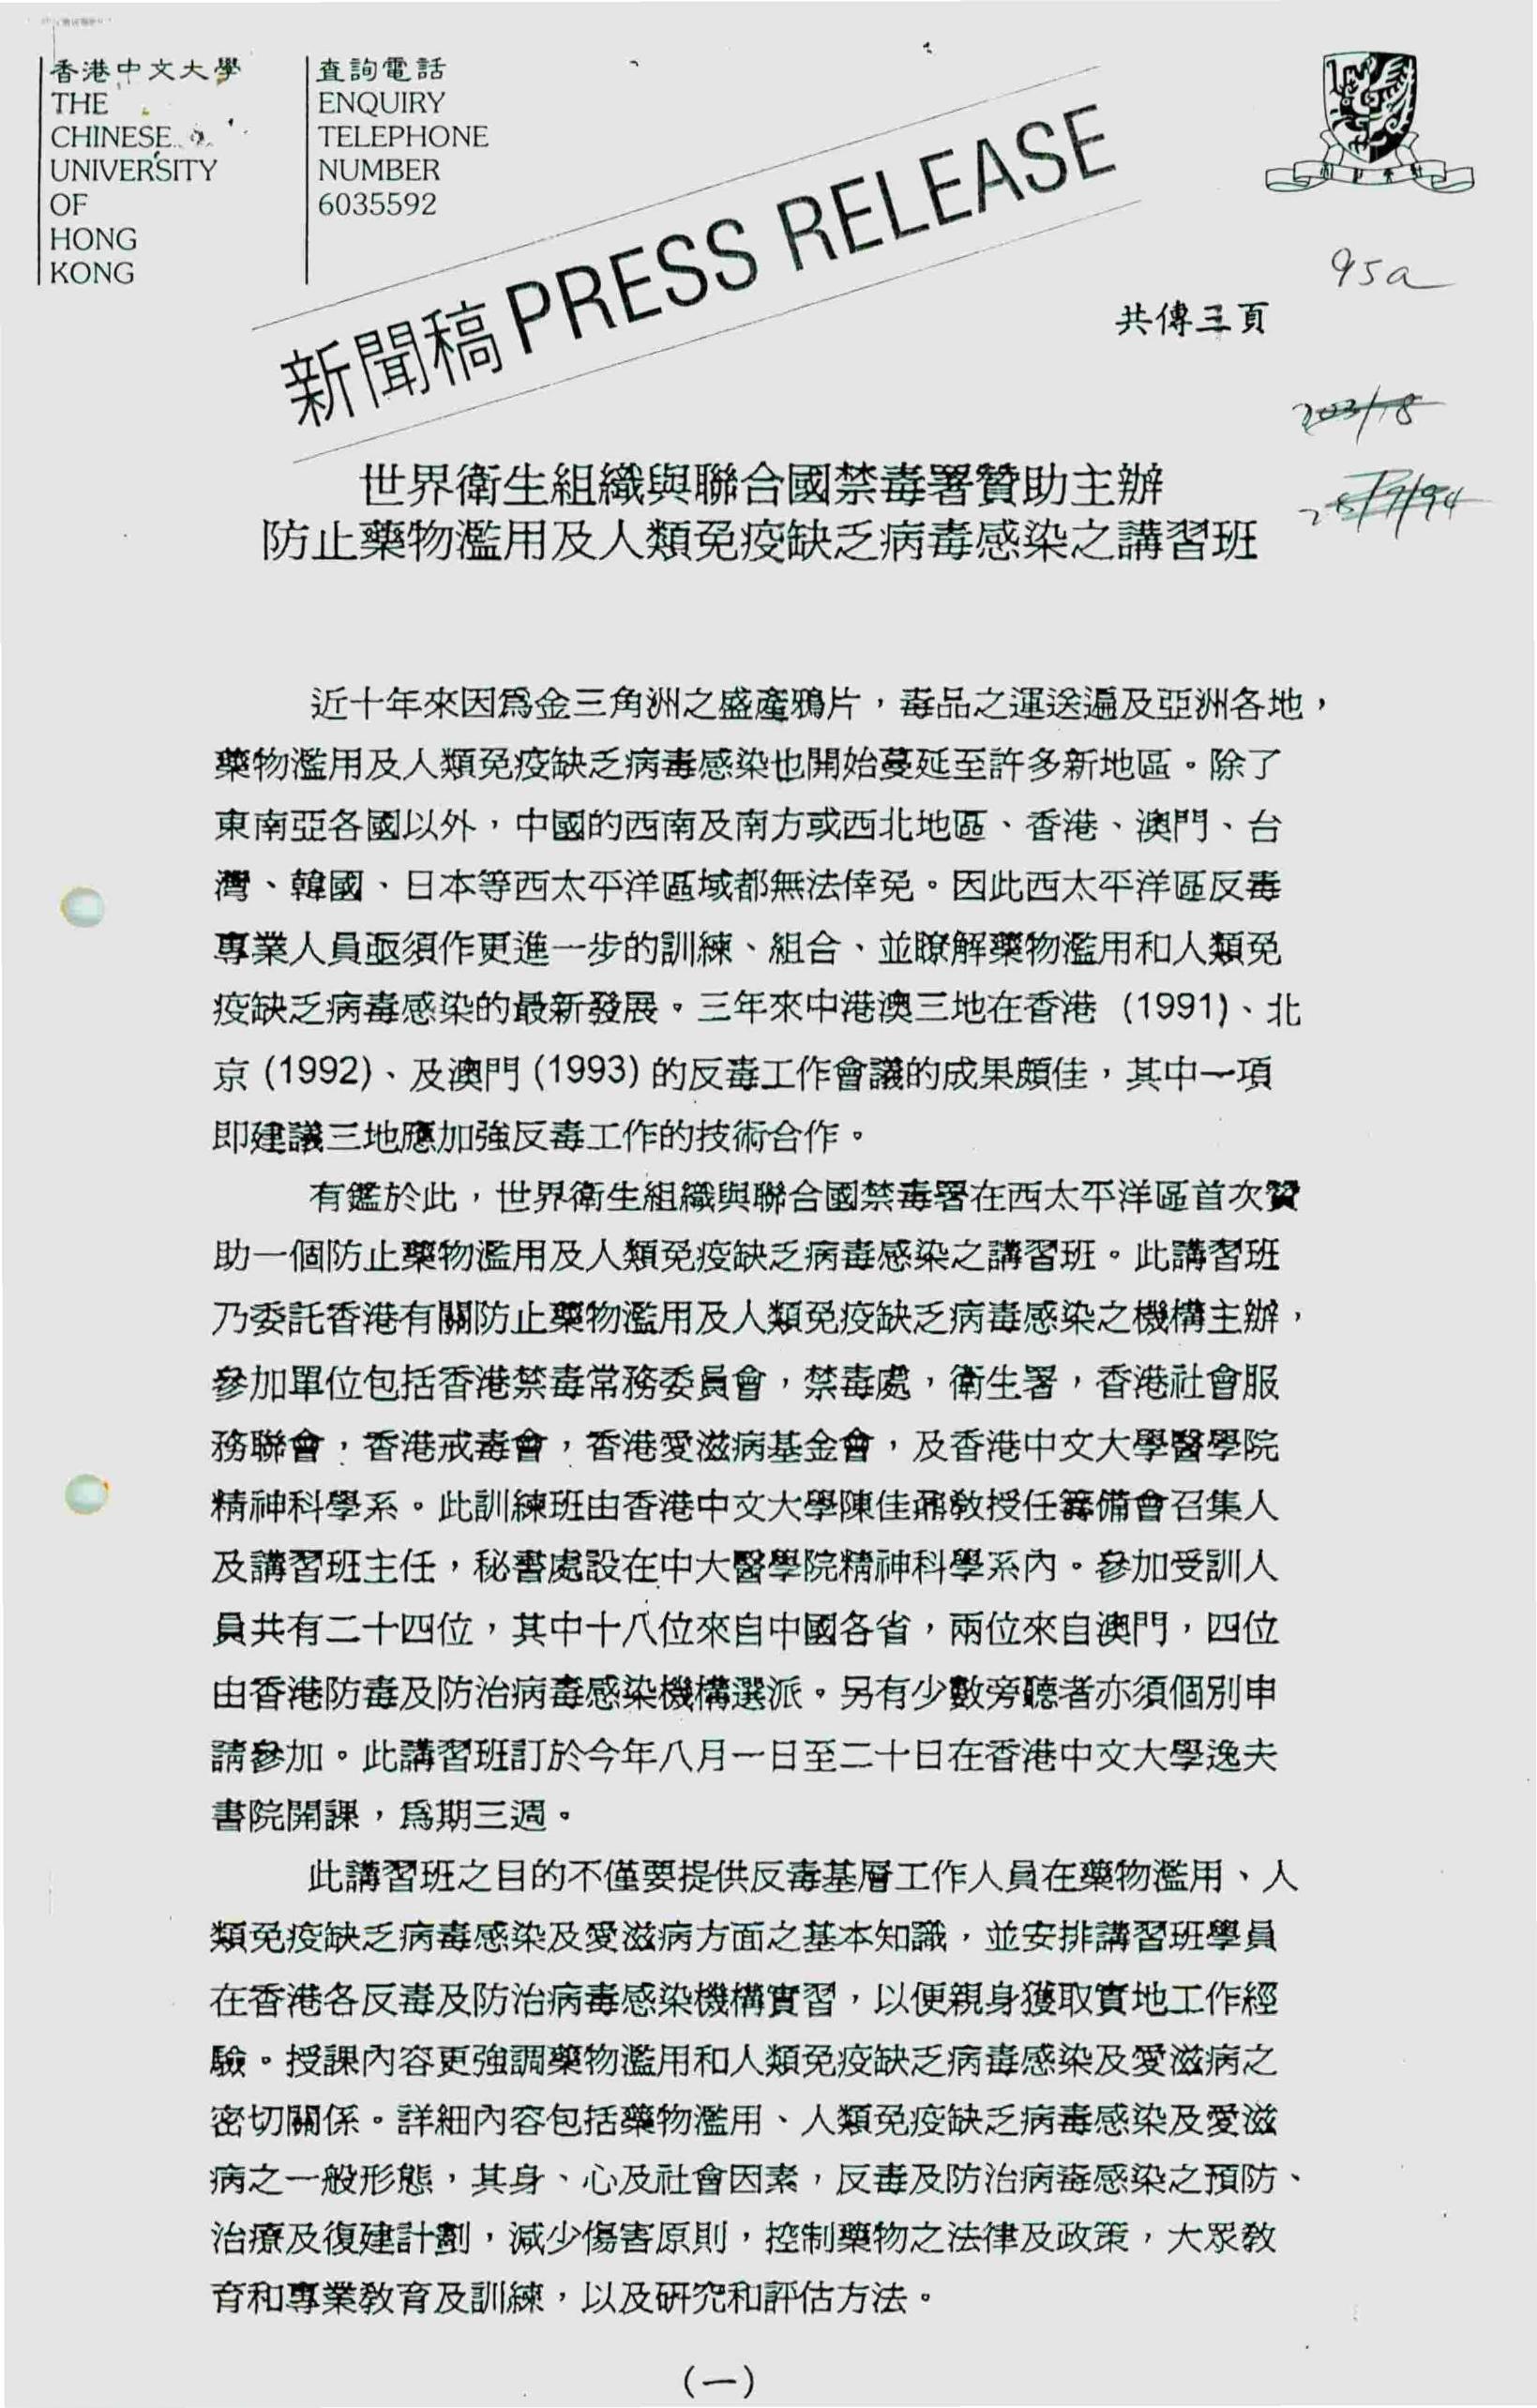 香港中文大學
THE
CHINESE
UNIVERSITY
OF
HONG
KONG
查詢電話
ENQUIRY
TELEPHONE
NUMBER
6035592
新聞稿 PRESS RELEASE
95a
共傳三頁
203/18
世界衛生組織與聯合國禁毒署贊助主辦
防止藥物濫用及人類免疫缺乏病毒感染之講習班
近十年來因爲金三角洲之盛產鴉片，毒品之運送遍及亞洲各地，
藥物濫用及人類免疫缺乏病毒感染也開始蔓延至許多新地區。除了
東南亞各國以外，中國的西南及南方或西北地區、香港、澳門、台
灣、韓國、日本等西太平洋區域都無法倖免。因此西太平洋區反毒
專業人員亟須作更進一步的訓練、組合、並瞭解藥物濫用和人類免
疫缺乏病毒感染的最新發展。三年來中港澳三地在香港 (1991)、北
京 (1992)、及澳門 (1993) 的反毒工作會議的成果頗佳，其中一項
即建議三地應加強反毒工作的技術合作。
有鑑於此，世界衛生組織與聯合國禁毒署在西太平洋區首次贊
助一個防止藥物濫用及人類免疫缺乏病毒感染之講習班。此講習班
乃委託香港有關防止藥物濫用及人類免疫缺乏病毒感染之機構主辦，
參加單位包括香港禁毒常務委員會，禁毒處，衛生署，香港社會服
務聯會，香港戒毒會，香港愛滋病基金會，及香港中文大學醫學院
精神科學系。此訓練班由香港中文大學陳佳鼐教授任籌備會召集人
及講習班主任，秘書處設在中大醫學院精神科學系內。參加受訓人
員共有二十四位，其中十八位來自中國各省，兩位來自澳門，四位
由香港防毒及防治病毒感染機構選派。另有少數旁聽者亦須個別申
請參加。此講習班訂於今年八月一日至二十日在香港中文大學逸夫
書院開課，爲期三週。
此講習班之目的不僅要提供反毒基層工作人員在藥物濫用、人
類免疫缺乏病毒感染及愛滋病方面之基本知識，並安排講習班學員
在香港各反毒及防治病毒感染機構實習，以便親身獲取實地工作經
驗。授課內容更強調藥物濫用和人類免疫缺乏病毒感染及愛滋病之
密切關係。詳細內容包括藥物濫用、人類免疫缺乏病毒感染及愛滋
病之一般形態，其身、心及社會因素，反毒及防治病毒感染之預防、
治療及復建計劃，減少傷害原則，控制藥物之法律及政策，大眾教
育和專業教育及訓練，以及研究和評估方法。
(一)